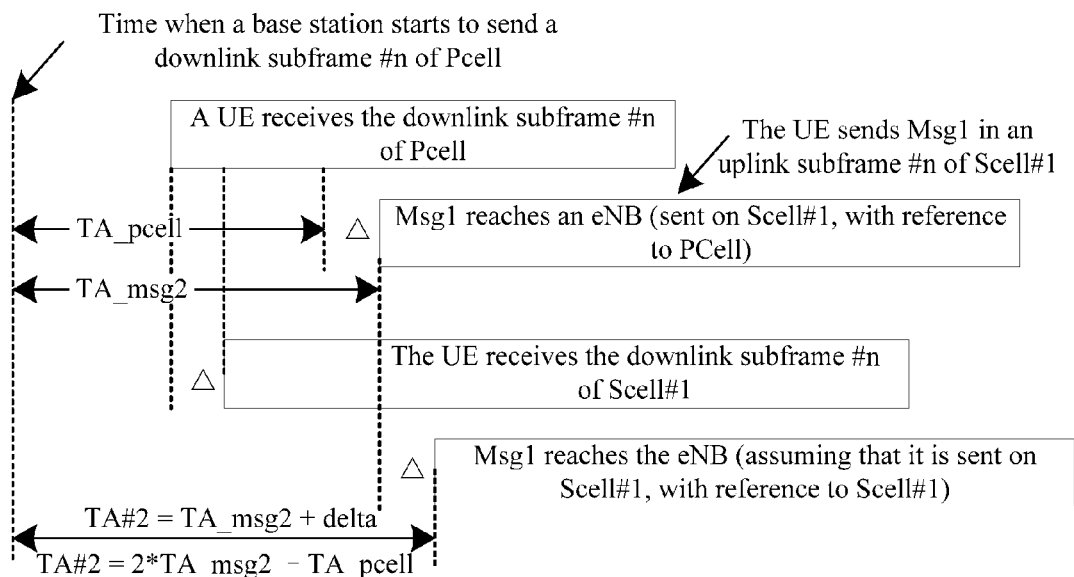 Time when a base station starts to send a
downlink subframe #n of Pcell
A UE receives the downlink subframe #n
of Pcell
The UE sends Msg1 in an
uplink subframe #n of Scell#1
TA_pcell
△
Msg1 reaches an eNB (sent on Scell#1, with reference
to PCell)
TA_msg2
The UE receives the downlink subframe #n
of Scell#1
△
Msg1 reaches the eNB (assuming that it is sent on
Scell#1, with reference to Scell#1)
△
TA#2 = TA_msg2 + delta
TA#2 = 2*TA_msg2 - TA_pcell